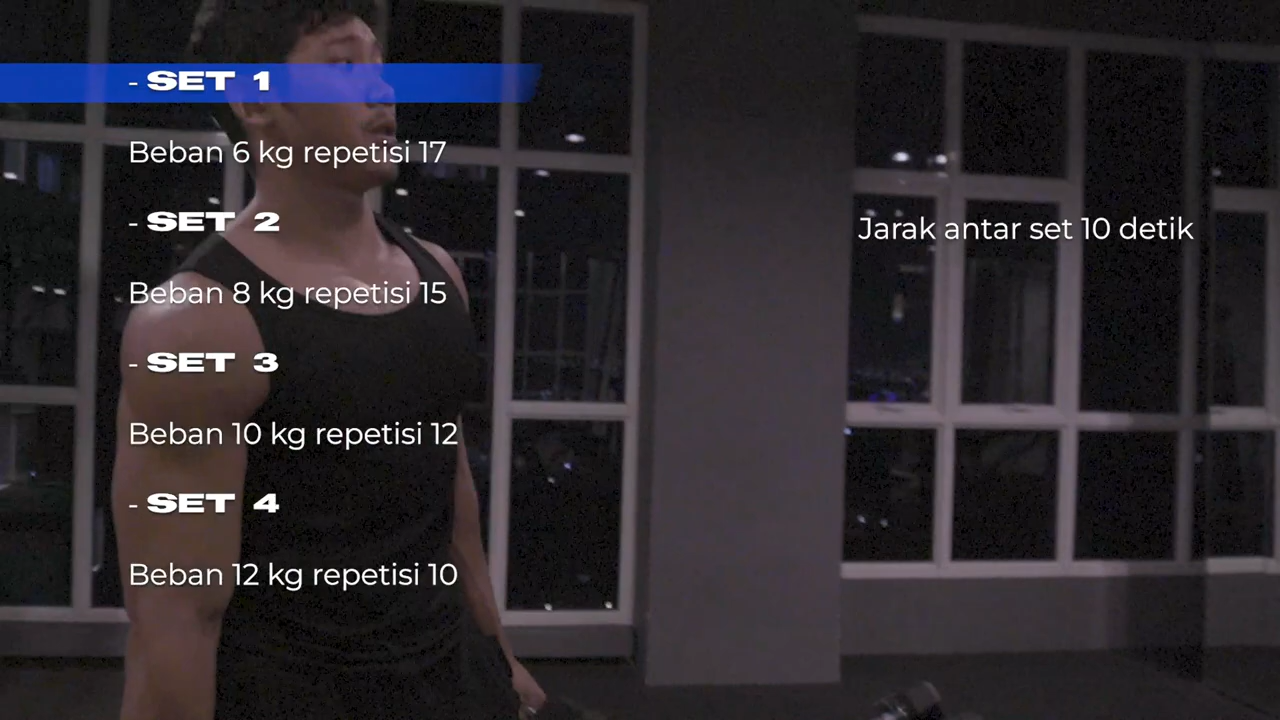 - SET 1
Beban 6 kg repetisi 17
- SET 2
Beban 8 kg repetisi 15
- SET 3
Beban 10 kg repetisi 12
- SET 4
Beban 12 kg repetisi 10
Jarak antar set 10 detik